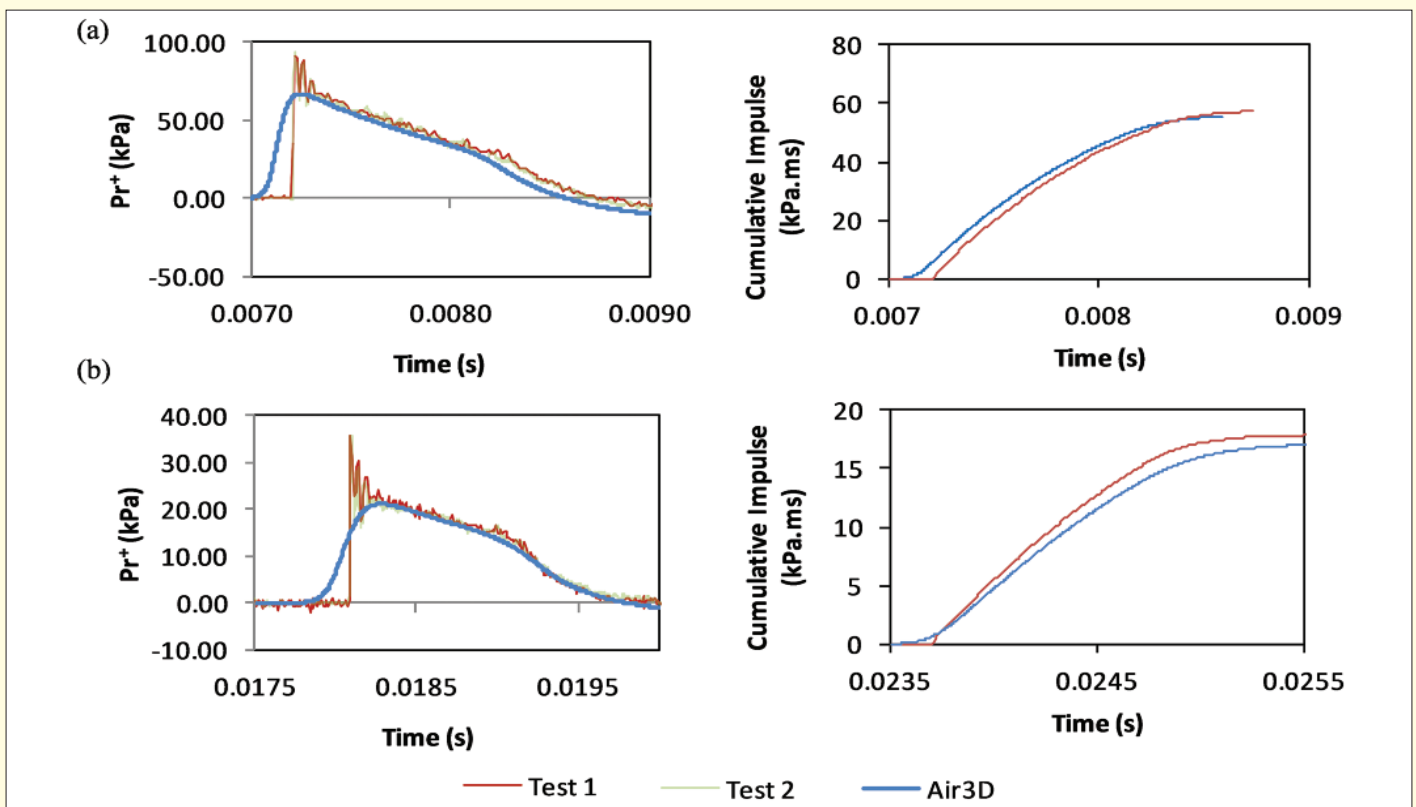 (a)
100.00
50.00
0.00
-50.00
Pr⁺ (kPa)
0.0070 0.0080 0.0090
Time (s)
80
60
40
20
0
Cumulative Impulse
(kPa.ms)
0.007 0.008 0.009
Time (s)
(b)
40.00
30.00
20.00
10.00
0.00
-10.00
Pr⁺ (kPa)
0.0175 0.0185 0.0195
Time (s)
20
15
10
5
0
Cumulative Impulse
(kPa.ms)
0.0235 0.0245 0.0255
Time (s)
Test 1 Test 2 Air3D